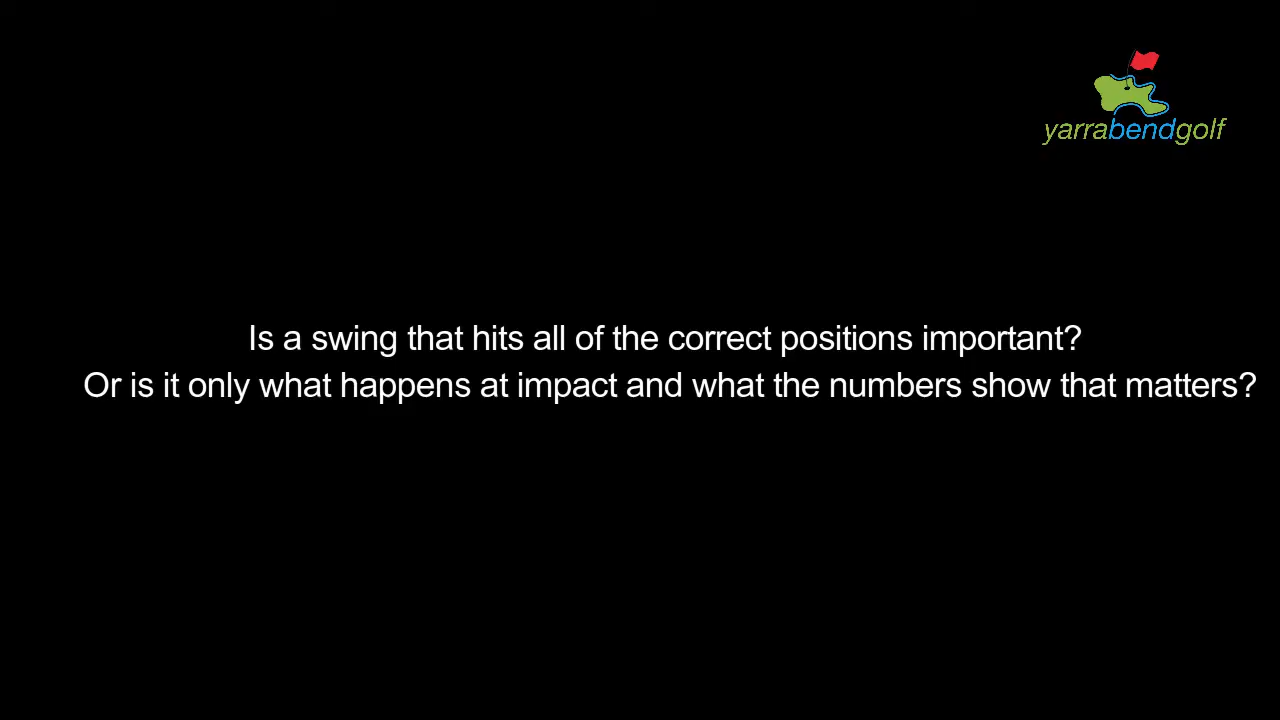 yarrabendgolf
Is a swing that hits all of the correct positions important?
Or is it only what happens at impact and what the numbers show that matters?